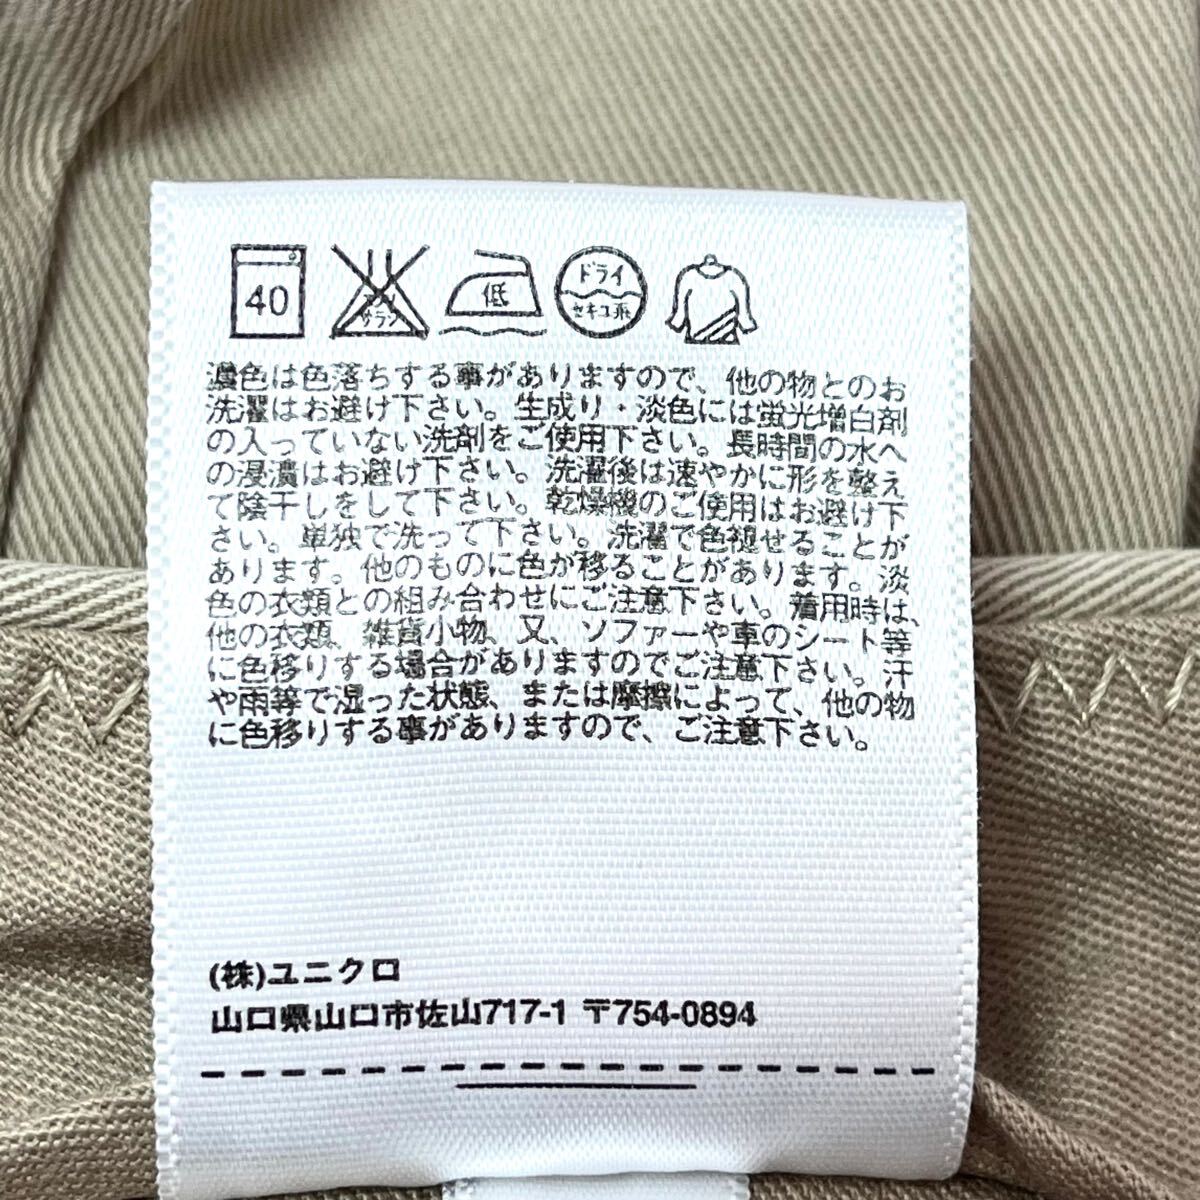 40
エンソ
サラシ
低
ドライ
セキユ系
濃色は色落ちする事がありますので、他の物とのお
洗濯はお避け下さい。生成り・淡色には蛍光増白剤
の入っていない洗剤をご使用下さい。長時間の水へ
の浸漬はお避け下さい。洗濯後は速やかに形を整え
て陰干しをして下さい。乾燥機のご使用はお避け下
さい。単独で洗って下さい。洗濯で色褪せることが
あります。他のものに色が移ることがあります。淡
色の衣類との組み合わせにご注意下さい。着用時は、
他の衣類、雑貨小物、又、ソファーや車のシート等
に色移りする場合がありますのでご注意下さい。汗
や雨等で湿った状態、または摩擦によって、他の物
に色移りする事がありますので、ご注意下さい。
(株)ユニクロ
山口県山口市佐山717-1 〒754-0894